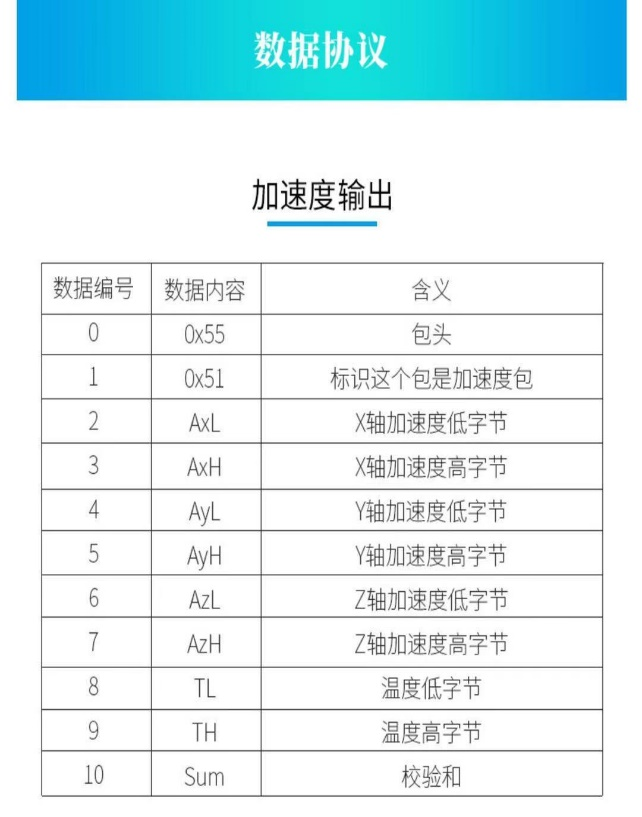 数据协议
加速度输出
数据编号 数据内容 含义
0 0x55 包头
1 0x51 标识这个包是加速度包
2 AxL X轴加速度低字节
3 AxH X轴加速度高字节
4 AyL Y轴加速度低字节
5 AyH Y轴加速度高字节
6 AzL Z轴加速度低字节
7 AzH Z轴加速度高字节
8 TL 温度低字节
9 TH 温度高字节
10 Sum 校验和